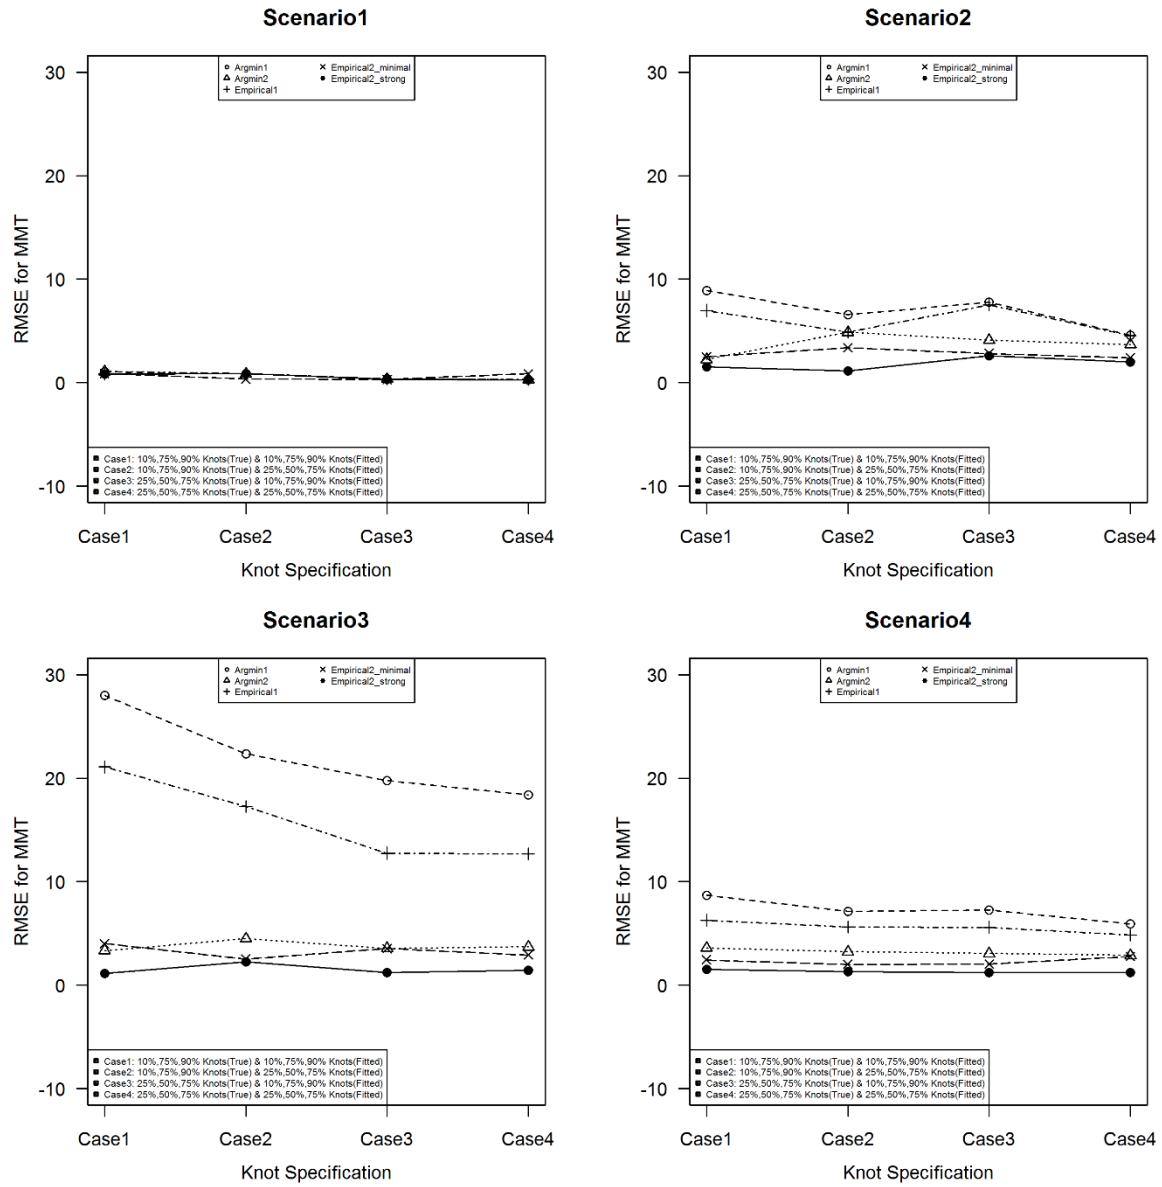 Scenario1
RMSE for MMT
30
20
10
0
-10
Argmin1
Argmin2
Empirical1
Empirical2_minimal
Empirical2_strong
Case1: 10%,75%,90% Knots(True) & 10%,75%,90% Knots(Fitted)
Case2: 10%,75%,90% Knots(True) & 25%,50%,75% Knots(Fitted)
Case3: 25%,50%,75% Knots(True) & 10%,75%,90% Knots(Fitted)
Case4: 25%,50%,75% Knots(True) & 25%,50%,75% Knots(Fitted)
Case1 Case2 Case3 Case4
Knot Specification
Scenario2
RMSE for MMT
30
20
10
0
-10
Argmin1
Argmin2
Empirical1
Empirical2_minimal
Empirical2_strong
Case1: 10%,75%,90% Knots(True) & 10%,75%,90% Knots(Fitted)
Case2: 10%,75%,90% Knots(True) & 25%,50%,75% Knots(Fitted)
Case3: 25%,50%,75% Knots(True) & 10%,75%,90% Knots(Fitted)
Case4: 25%,50%,75% Knots(True) & 25%,50%,75% Knots(Fitted)
Case1 Case2 Case3 Case4
Knot Specification
Scenario3
RMSE for MMT
30
20
10
0
-10
Argmin1
Argmin2
Empirical1
Empirical2_minimal
Empirical2_strong
Case1: 10%,75%,90% Knots(True) & 10%,75%,90% Knots(Fitted)
Case2: 10%,75%,90% Knots(True) & 25%,50%,75% Knots(Fitted)
Case3: 25%,50%,75% Knots(True) & 10%,75%,90% Knots(Fitted)
Case4: 25%,50%,75% Knots(True) & 25%,50%,75% Knots(Fitted)
Case1 Case2 Case3 Case4
Knot Specification
Scenario4
RMSE for MMT
30
20
10
0
-10
Argmin1
Argmin2
Empirical1
Empirical2_minimal
Empirical2_strong
Case1: 10%,75%,90% Knots(True) & 10%,75%,90% Knots(Fitted)
Case2: 10%,75%,90% Knots(True) & 25%,50%,75% Knots(Fitted)
Case3: 25%,50%,75% Knots(True) & 10%,75%,90% Knots(Fitted)
Case4: 25%,50%,75% Knots(True) & 25%,50%,75% Knots(Fitted)
Case1 Case2 Case3 Case4
Knot Specification